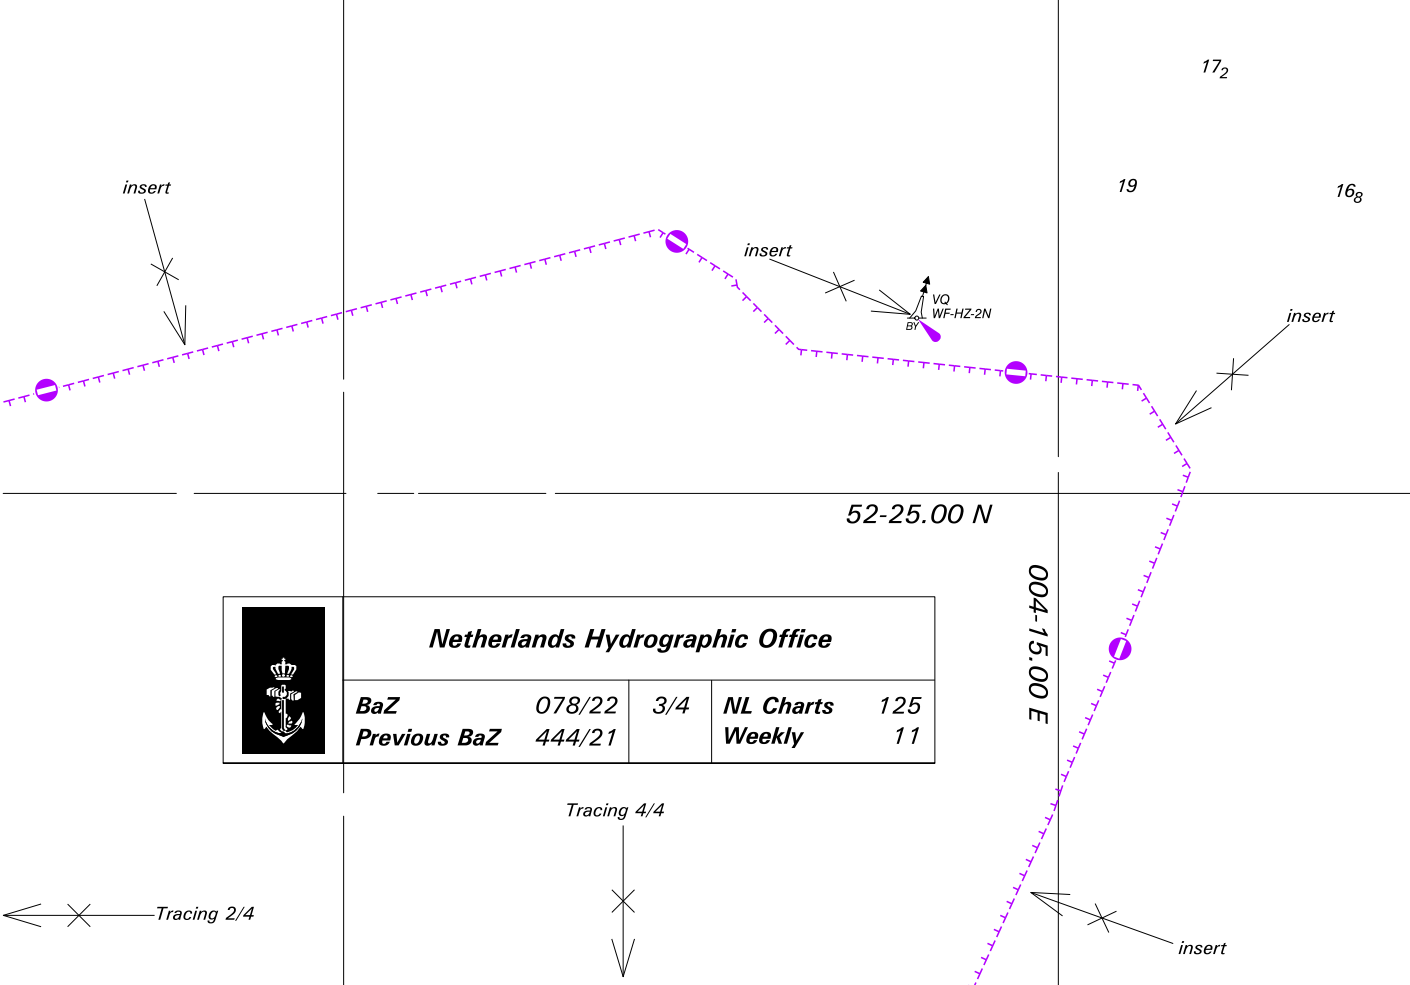 17₂
insert
19
16₈
insert
VQ
WF-HZ-2N
BY
insert
52-25.00 N
004-15.00 E
Netherlands Hydrographic Office
BaZ 078/22 3/4 NL Charts 125
Previous BaZ 444/21 Weekly 11
Tracing 4/4
Tracing 2/4
insert